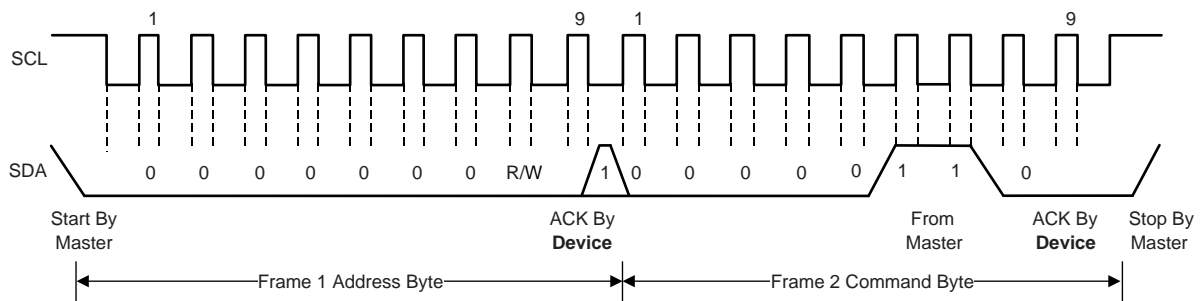 1 9 1 9
SCL
SDA 0 0 0 0 0 0 0 R/W 1 0 0 0 0 0 1 1 0
Start By Master
ACK By Device
From Master
ACK By Device
Stop By Master
Frame 1 Address Byte
Frame 2 Command Byte